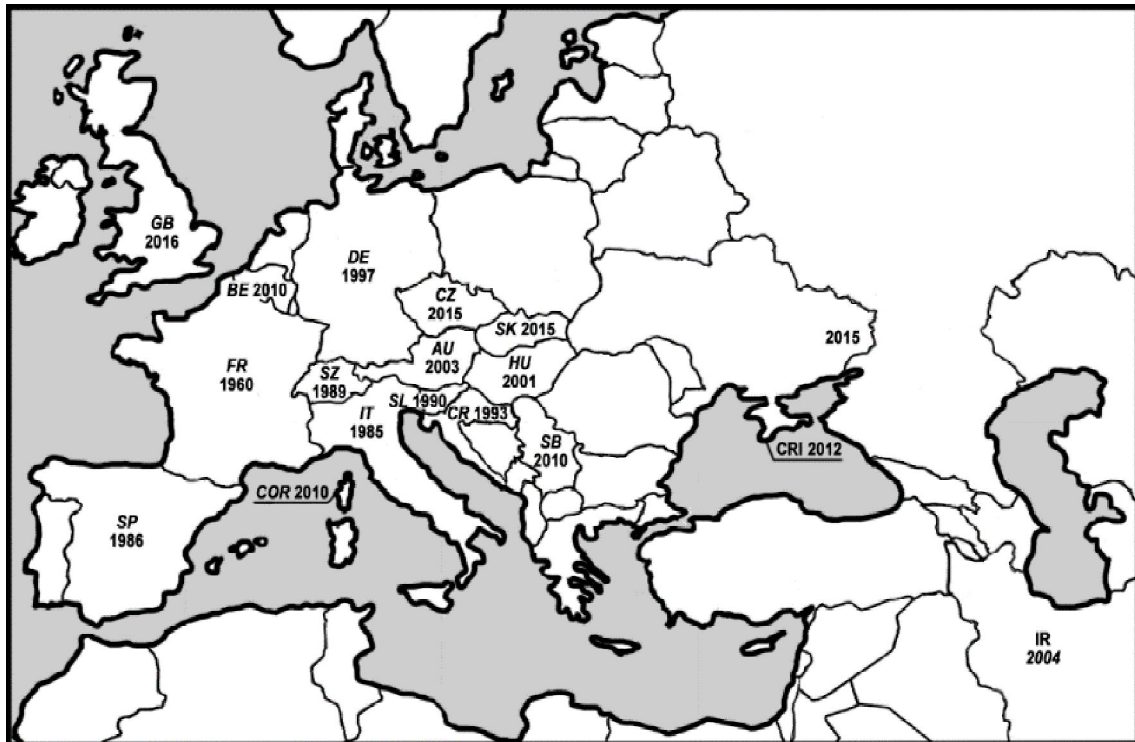 GB
2016
DE
1997
BE 2010
CZ
2015
SK 2015
2015
AU
2003
HU
2001
FR
1960
SZ
1989
SL 1990
CR 1993
IT
1985
SB
2010
CRI 2012
COR 2010
SP
1986
IR
2004